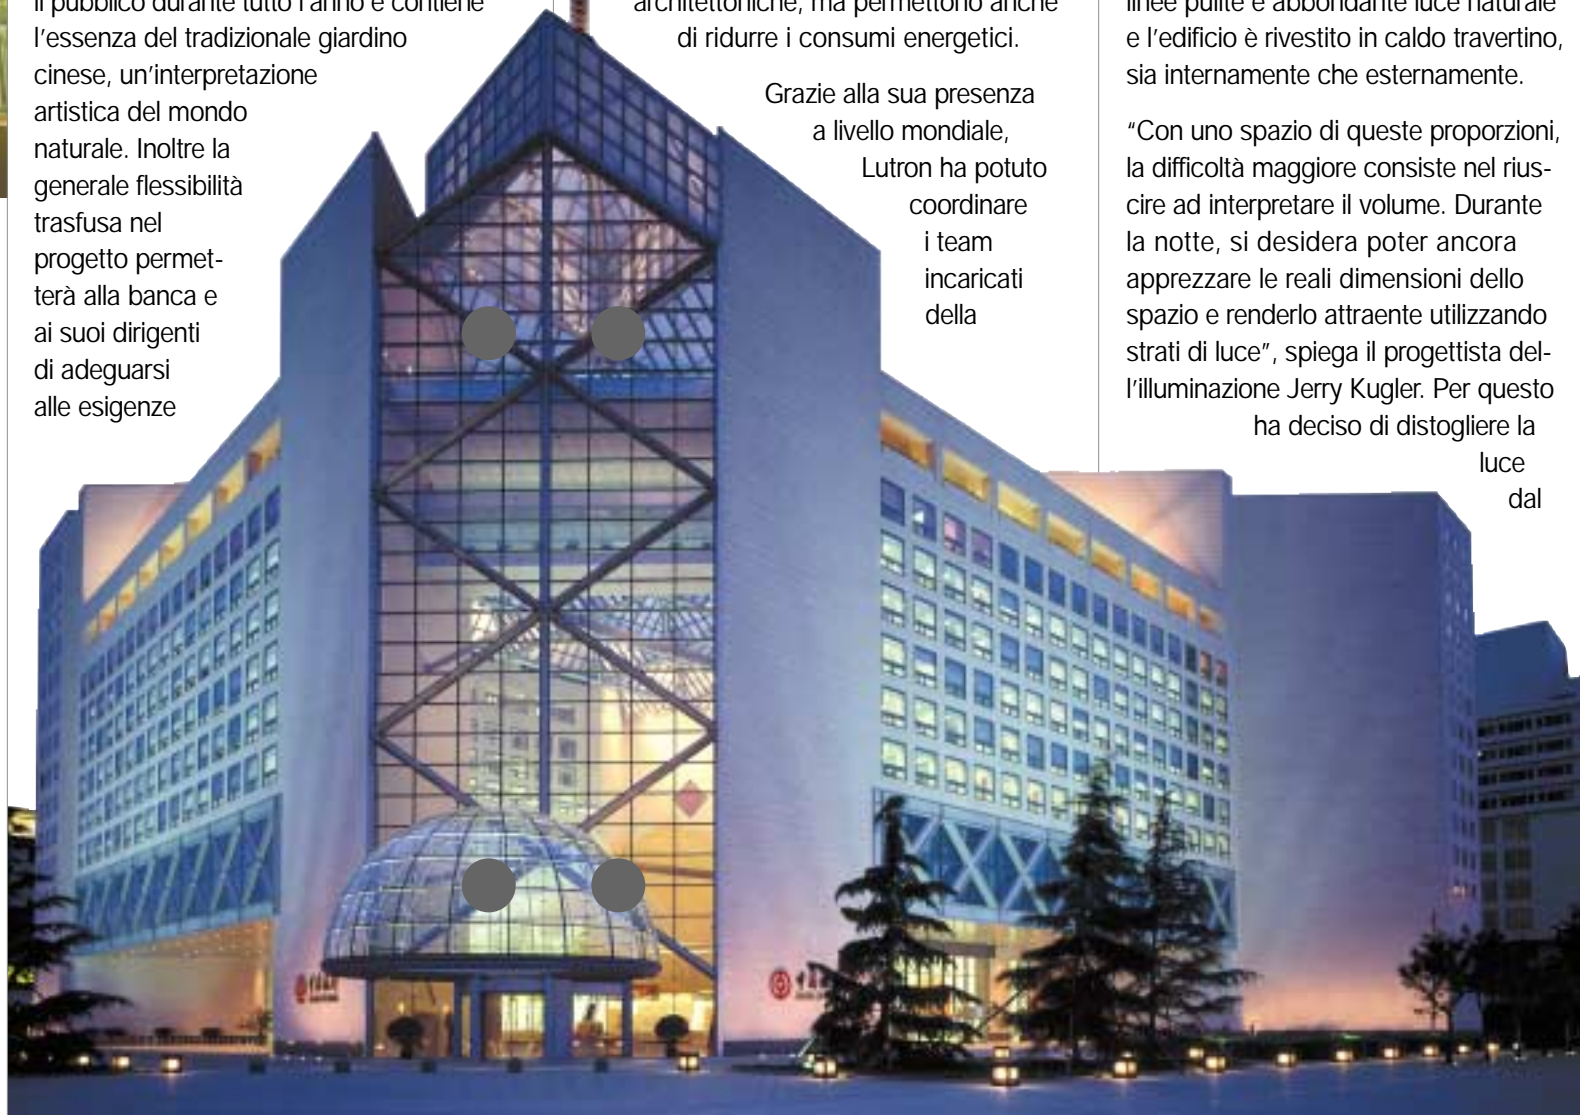 il pubblico durante tutto l'anno e contiene
l'essenza del tradizionale giardino
cinese, un'interpretazione
artistica del mondo
naturale. Inoltre la
generale flessibilità
trasfusa nel
progetto permet-
terà alla banca e
ai suoi dirigenti
di adeguarsi
alle esigenze
architettoniche, ma permettono anche
di ridurre i consumi energetici.
Grazie alla sua presenza
a livello mondiale,
Lutron ha potuto
coordinare
i team
incaricati
della
linee pulite e abbondante luce naturale
e l'edificio è rivestito in caldo travertino,
sia internamente che esternamente.
“Con uno spazio di queste proporzioni,
la difficoltà maggiore consiste nel rius-
cire ad interpretare il volume. Durante
la notte, si desidera poter ancora
apprezzare le reali dimensioni dello
spazio e renderlo attraente utilizzando
strati di luce”, spiega il progettista del-
l'illuminazione Jerry Kugler. Per questo
ha deciso di distogliere la
luce
dal